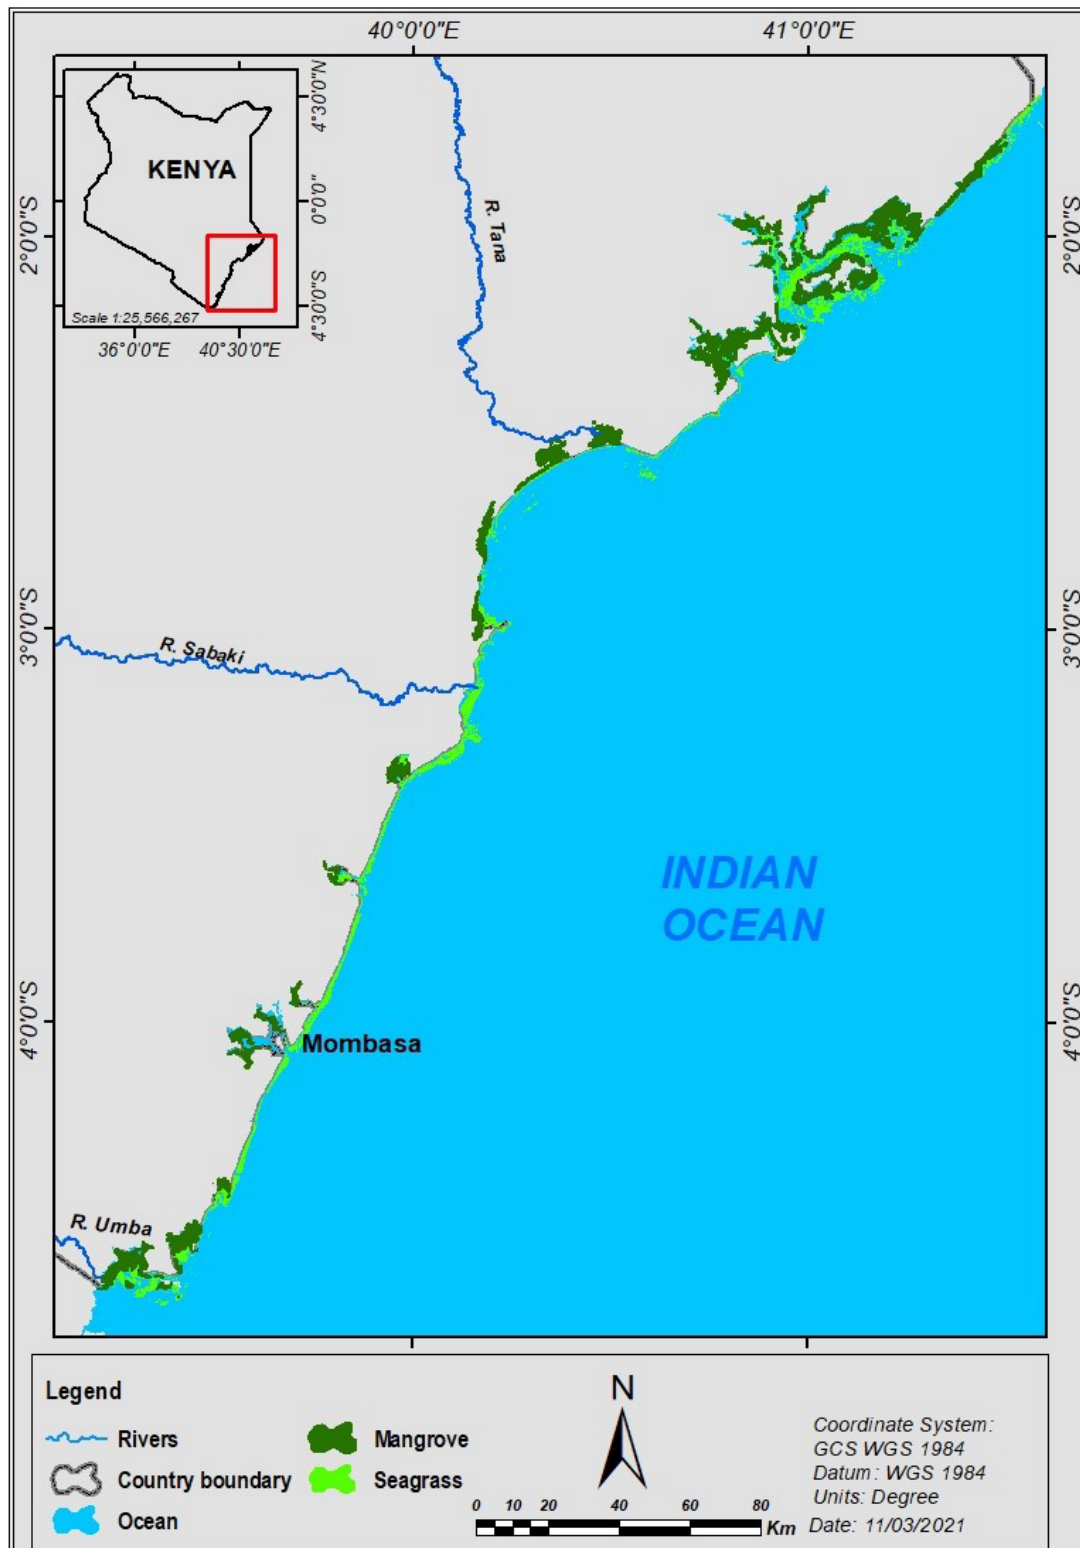 40°0'0"E
41°0'0"E
4°30'0"N
0°0'0"
4°30'0"S
KENYA
Scale 1:25,566,267
36°0'0"E
40°30'0"E
2°0'0"S
2°0'0"S
R. Tana
3°0'0"S
3°0'0"S
R. Sabaki
INDIAN
OCEAN
4°0'0"S
4°0'0"S
Mombasa
R. Umba
Legend
Rivers
Country boundary
Ocean
Mangrove
Seagrass
N
0 10 20 40 60 80
Km
Coordinate System:
GCS WGS 1984
Datum: WGS 1984
Units: Degree
Date: 11/03/2021